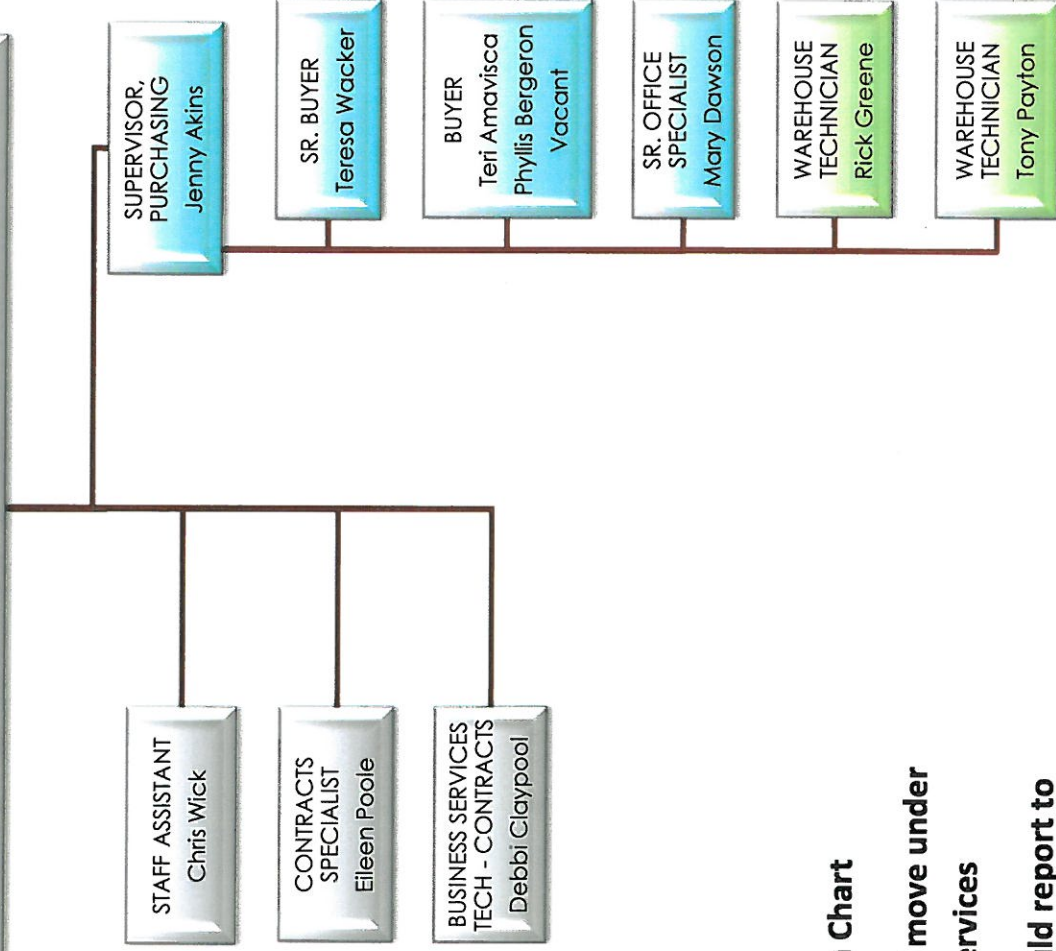 SUPERVISOR,
PURCHASING
Jenny Akins
SR. BUYER
Teresa Wacker
BUYER
Teri Amavisca
Phyllis Bergeron
Vacant
SR. OFFICE
SPECIALIST
Mary Dawson
WAREHOUSE
TECHNICIAN
Rick Greene
WAREHOUSE
TECHNICIAN
Tony Payton
STAFF ASSISTANT
Chris Wick
CONTRACTS
SPECIALIST
Eileen Poole
BUSINESS SERVICES
TECH - CONTRACTS
Debbi Claypool
Chart
move under
ervices
ld report to